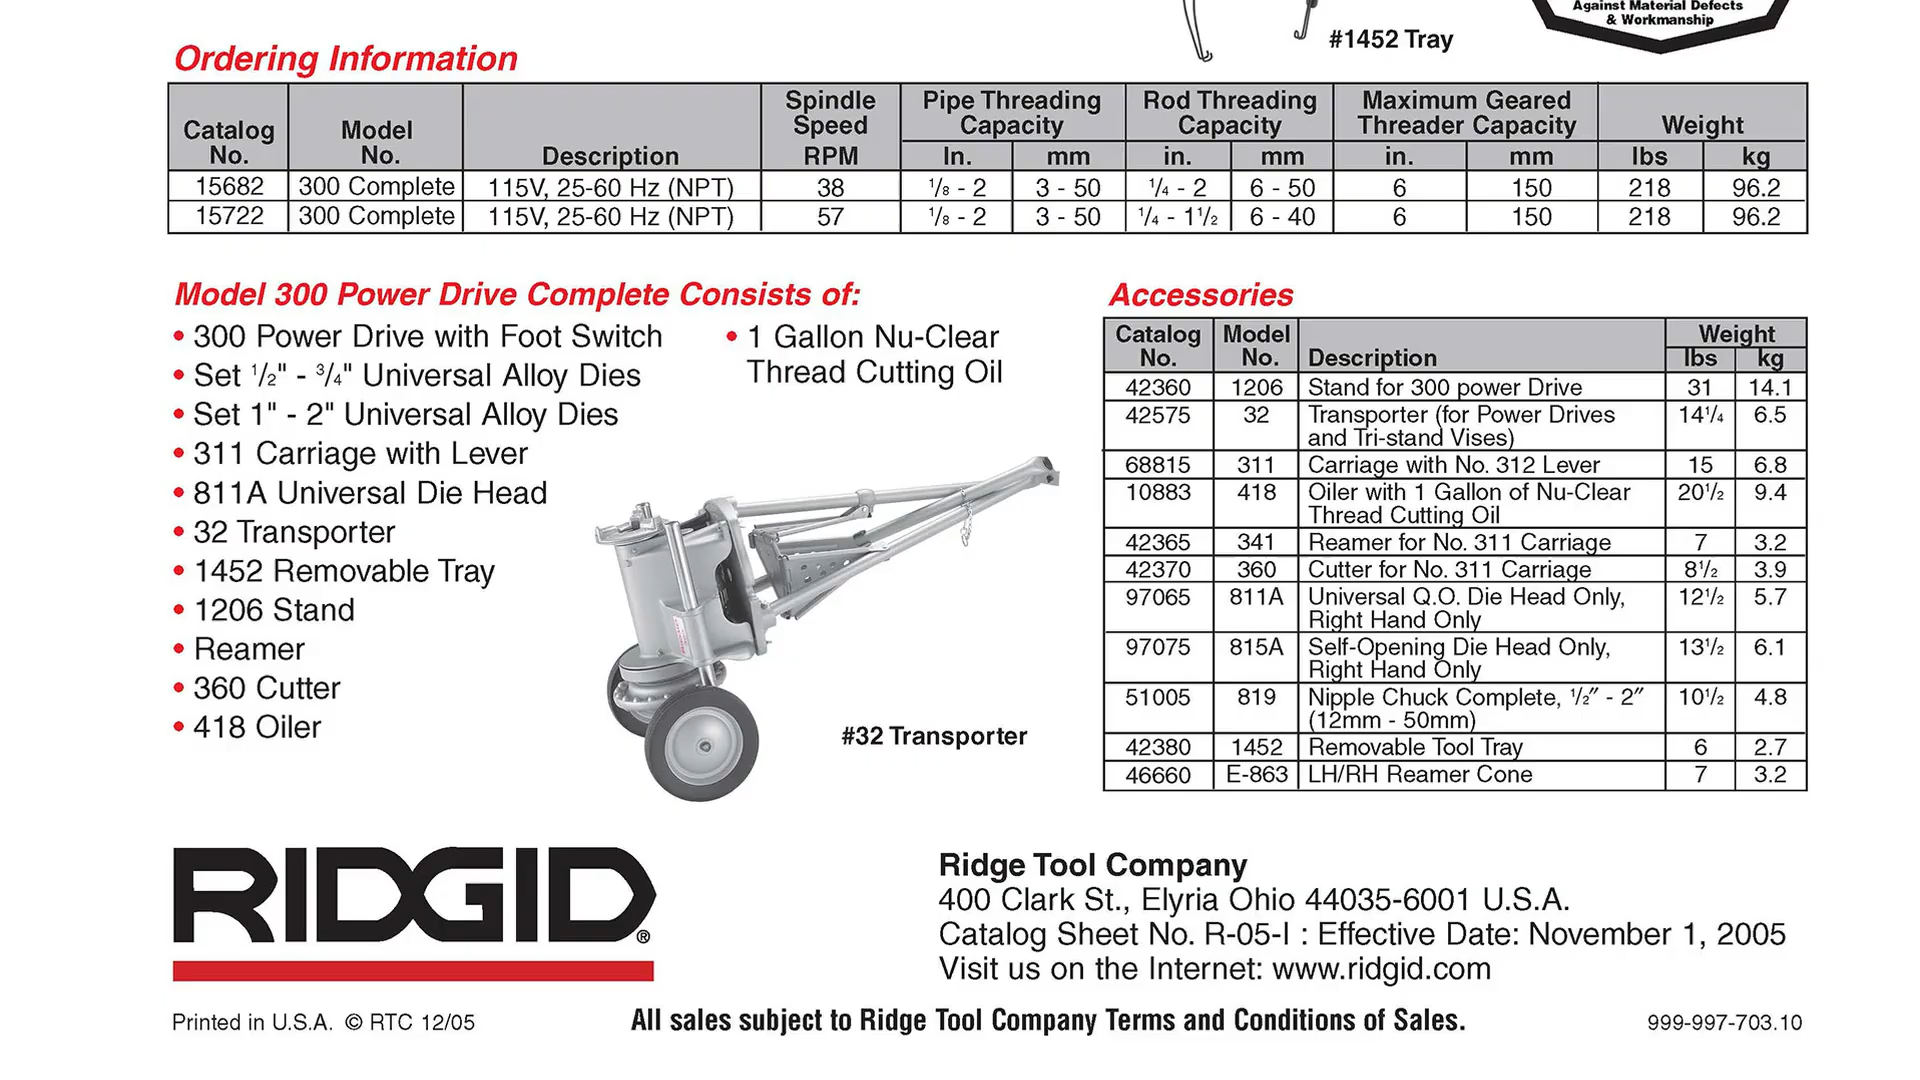 Against Material Defects
& Workmanship
#1452 Tray
Ordering Information
Catalog No. Model No. Description Spindle Speed RPM Pipe Threading Capacity In. mm Rod Threading Capacity in. mm Maximum Geared Threader Capacity in. mm Weight lbs kg
15682 300 Complete 115V, 25-60 Hz (NPT) 38 1/8 - 2 3 - 50 1/4 - 2 6 - 50 6 150 218 96.2
15722 300 Complete 115V, 25-60 Hz (NPT) 57 1/8 - 2 3 - 50 1/4 - 1 1/2 6 - 40 6 150 218 96.2
Model 300 Power Drive Complete Consists of:
• 300 Power Drive with Foot Switch
• Set 1/2" - 3/4" Universal Alloy Dies
• Set 1" - 2" Universal Alloy Dies
• 311 Carriage with Lever
• 811A Universal Die Head
• 32 Transporter
• 1452 Removable Tray
• 1206 Stand
• Reamer
• 360 Cutter
• 418 Oiler
• 1 Gallon Nu-Clear
Thread Cutting Oil
#32 Transporter
Accessories
Catalog No. Model No. Description Weight lbs kg
42360 1206 Stand for 300 power Drive 31 14.1
42575 32 Transporter (for Power Drives 14 1/4 6.5
and Tri-stand Vises)
68815 311 Carriage with No. 312 Lever 15 6.8
10883 418 Oiler with 1 Gallon of Nu-Clear 20 1/2 9.4
Thread Cutting Oil
42365 341 Reamer for No. 311 Carriage 7 3.2
42370 360 Cutter for No. 311 Carriage 8 1/2 3.9
97065 811A Universal Q.O. Die Head Only, 12 1/2 5.7
Right Hand Only
97075 815A Self-Opening Die Head Only, 13 1/2 6.1
Right Hand Only
51005 819 Nipple Chuck Complete, 1/2″ - 2″ 10 1/2 4.8
(12mm - 50mm)
42380 1452 Removable Tool Tray 6 2.7
46660 E-863 LH/RH Reamer Cone 7 3.2
RIDGID®
Ridge Tool Company
400 Clark St., Elyria Ohio 44035-6001 U.S.A.
Catalog Sheet No. R-05-I : Effective Date: November 1, 2005
Visit us on the Internet: www.ridgid.com
Printed in U.S.A. © RTC 12/05
All sales subject to Ridge Tool Company Terms and Conditions of Sales.
999-997-703.10